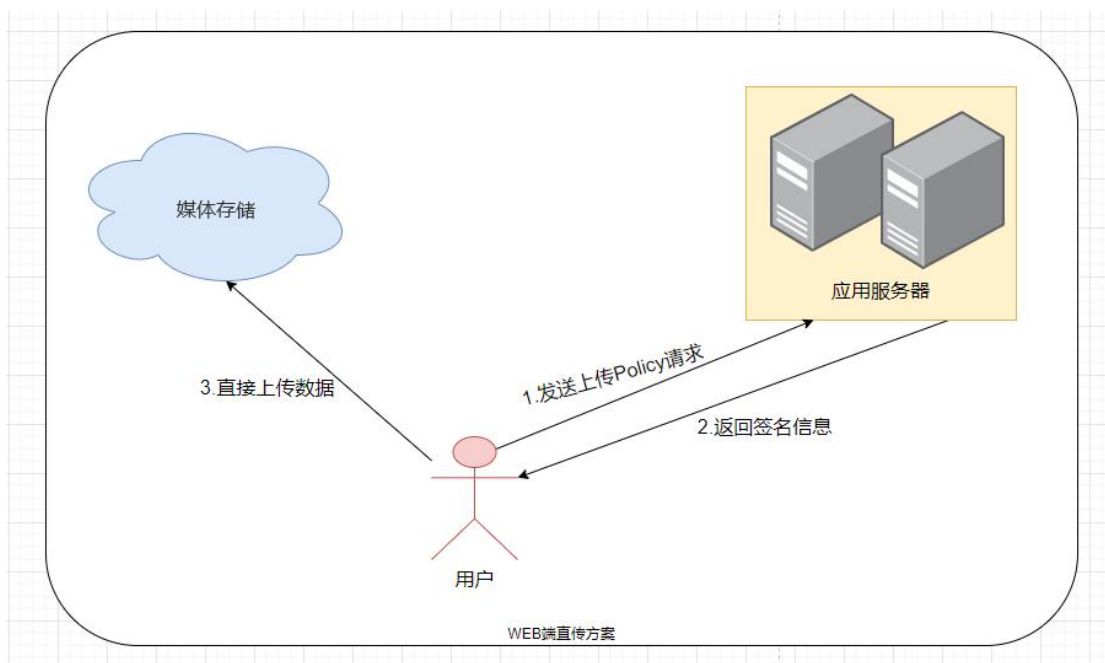 媒体存储
应用服务器
1.发送上传Policy请求
3.直接上传数据
2.返回签名信息
用户
WEB端直传方案